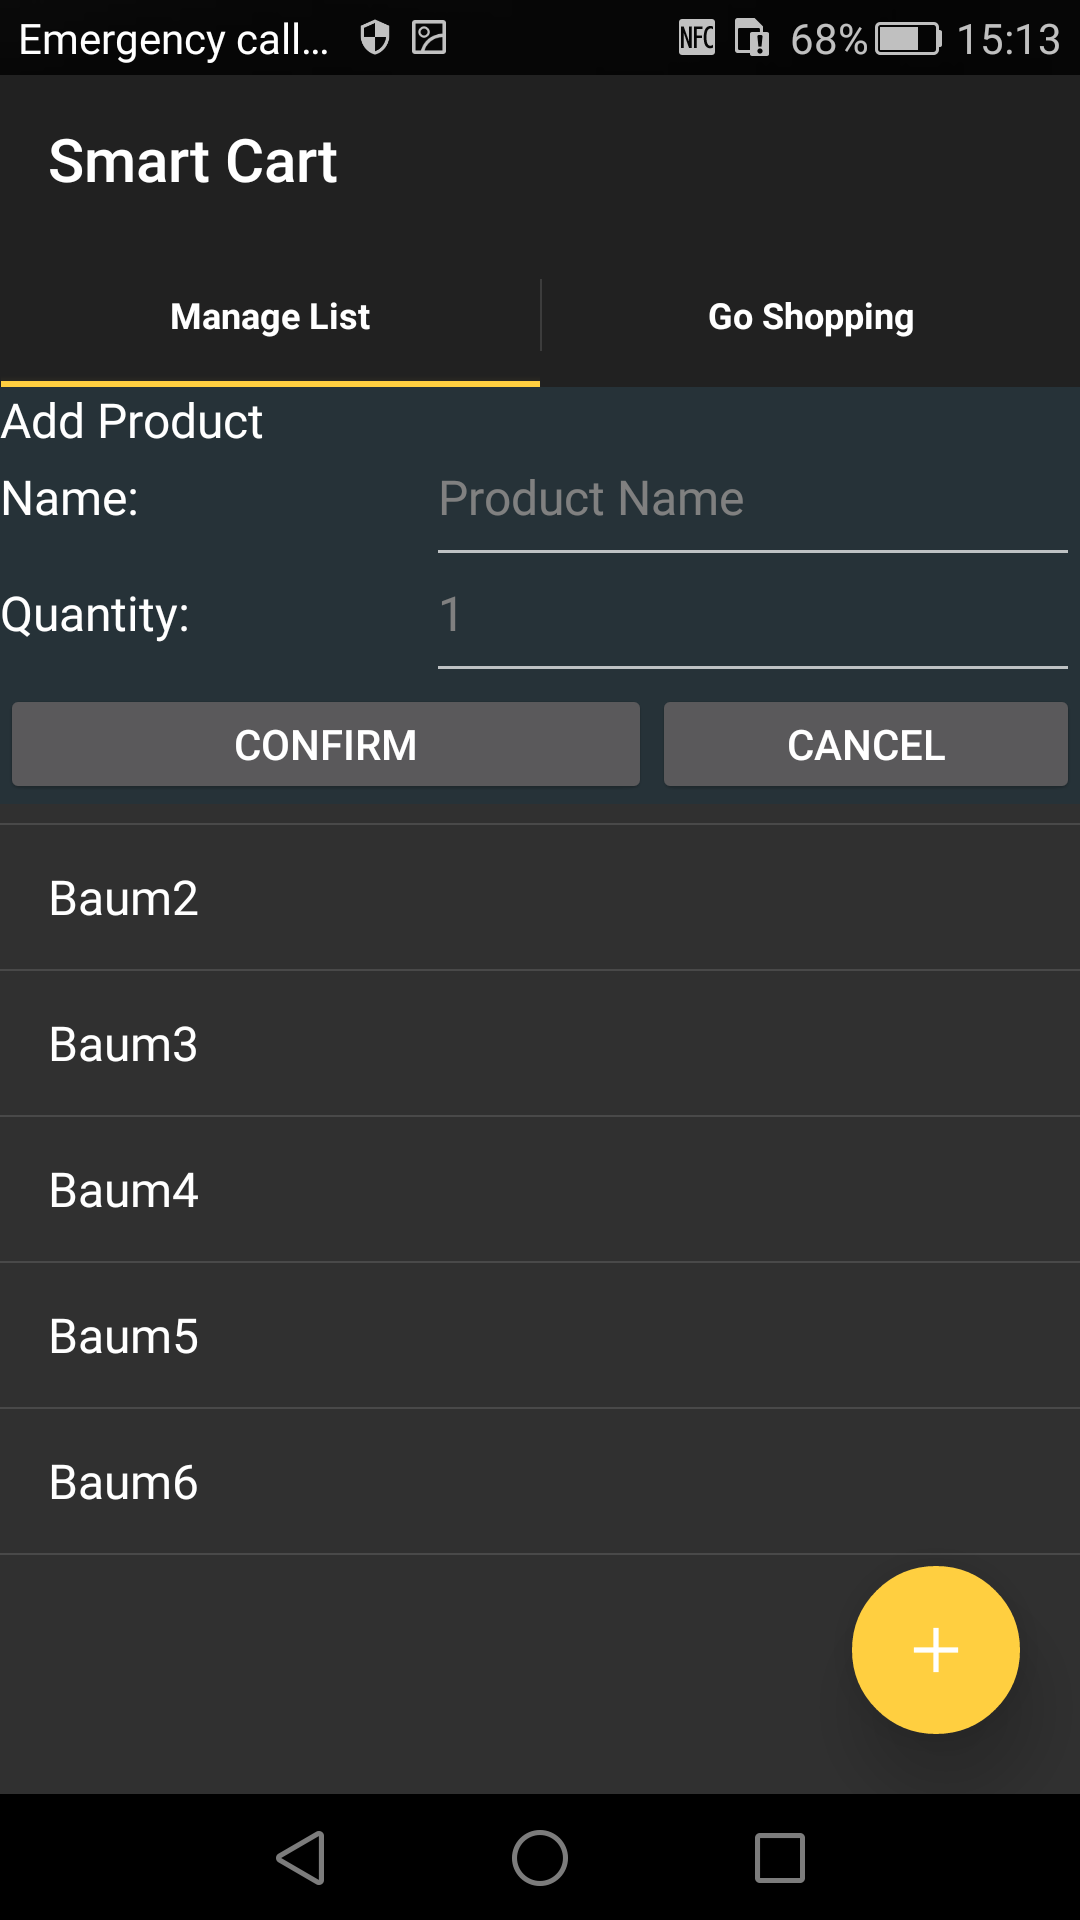 Emergency call... NFC 68% 15:13
Smart Cart
Manage List Go Shopping
Add Product
Name: Product Name
Quantity: 1
CONFIRM CANCEL
Baum2
Baum3
Baum4
Baum5
Baum6